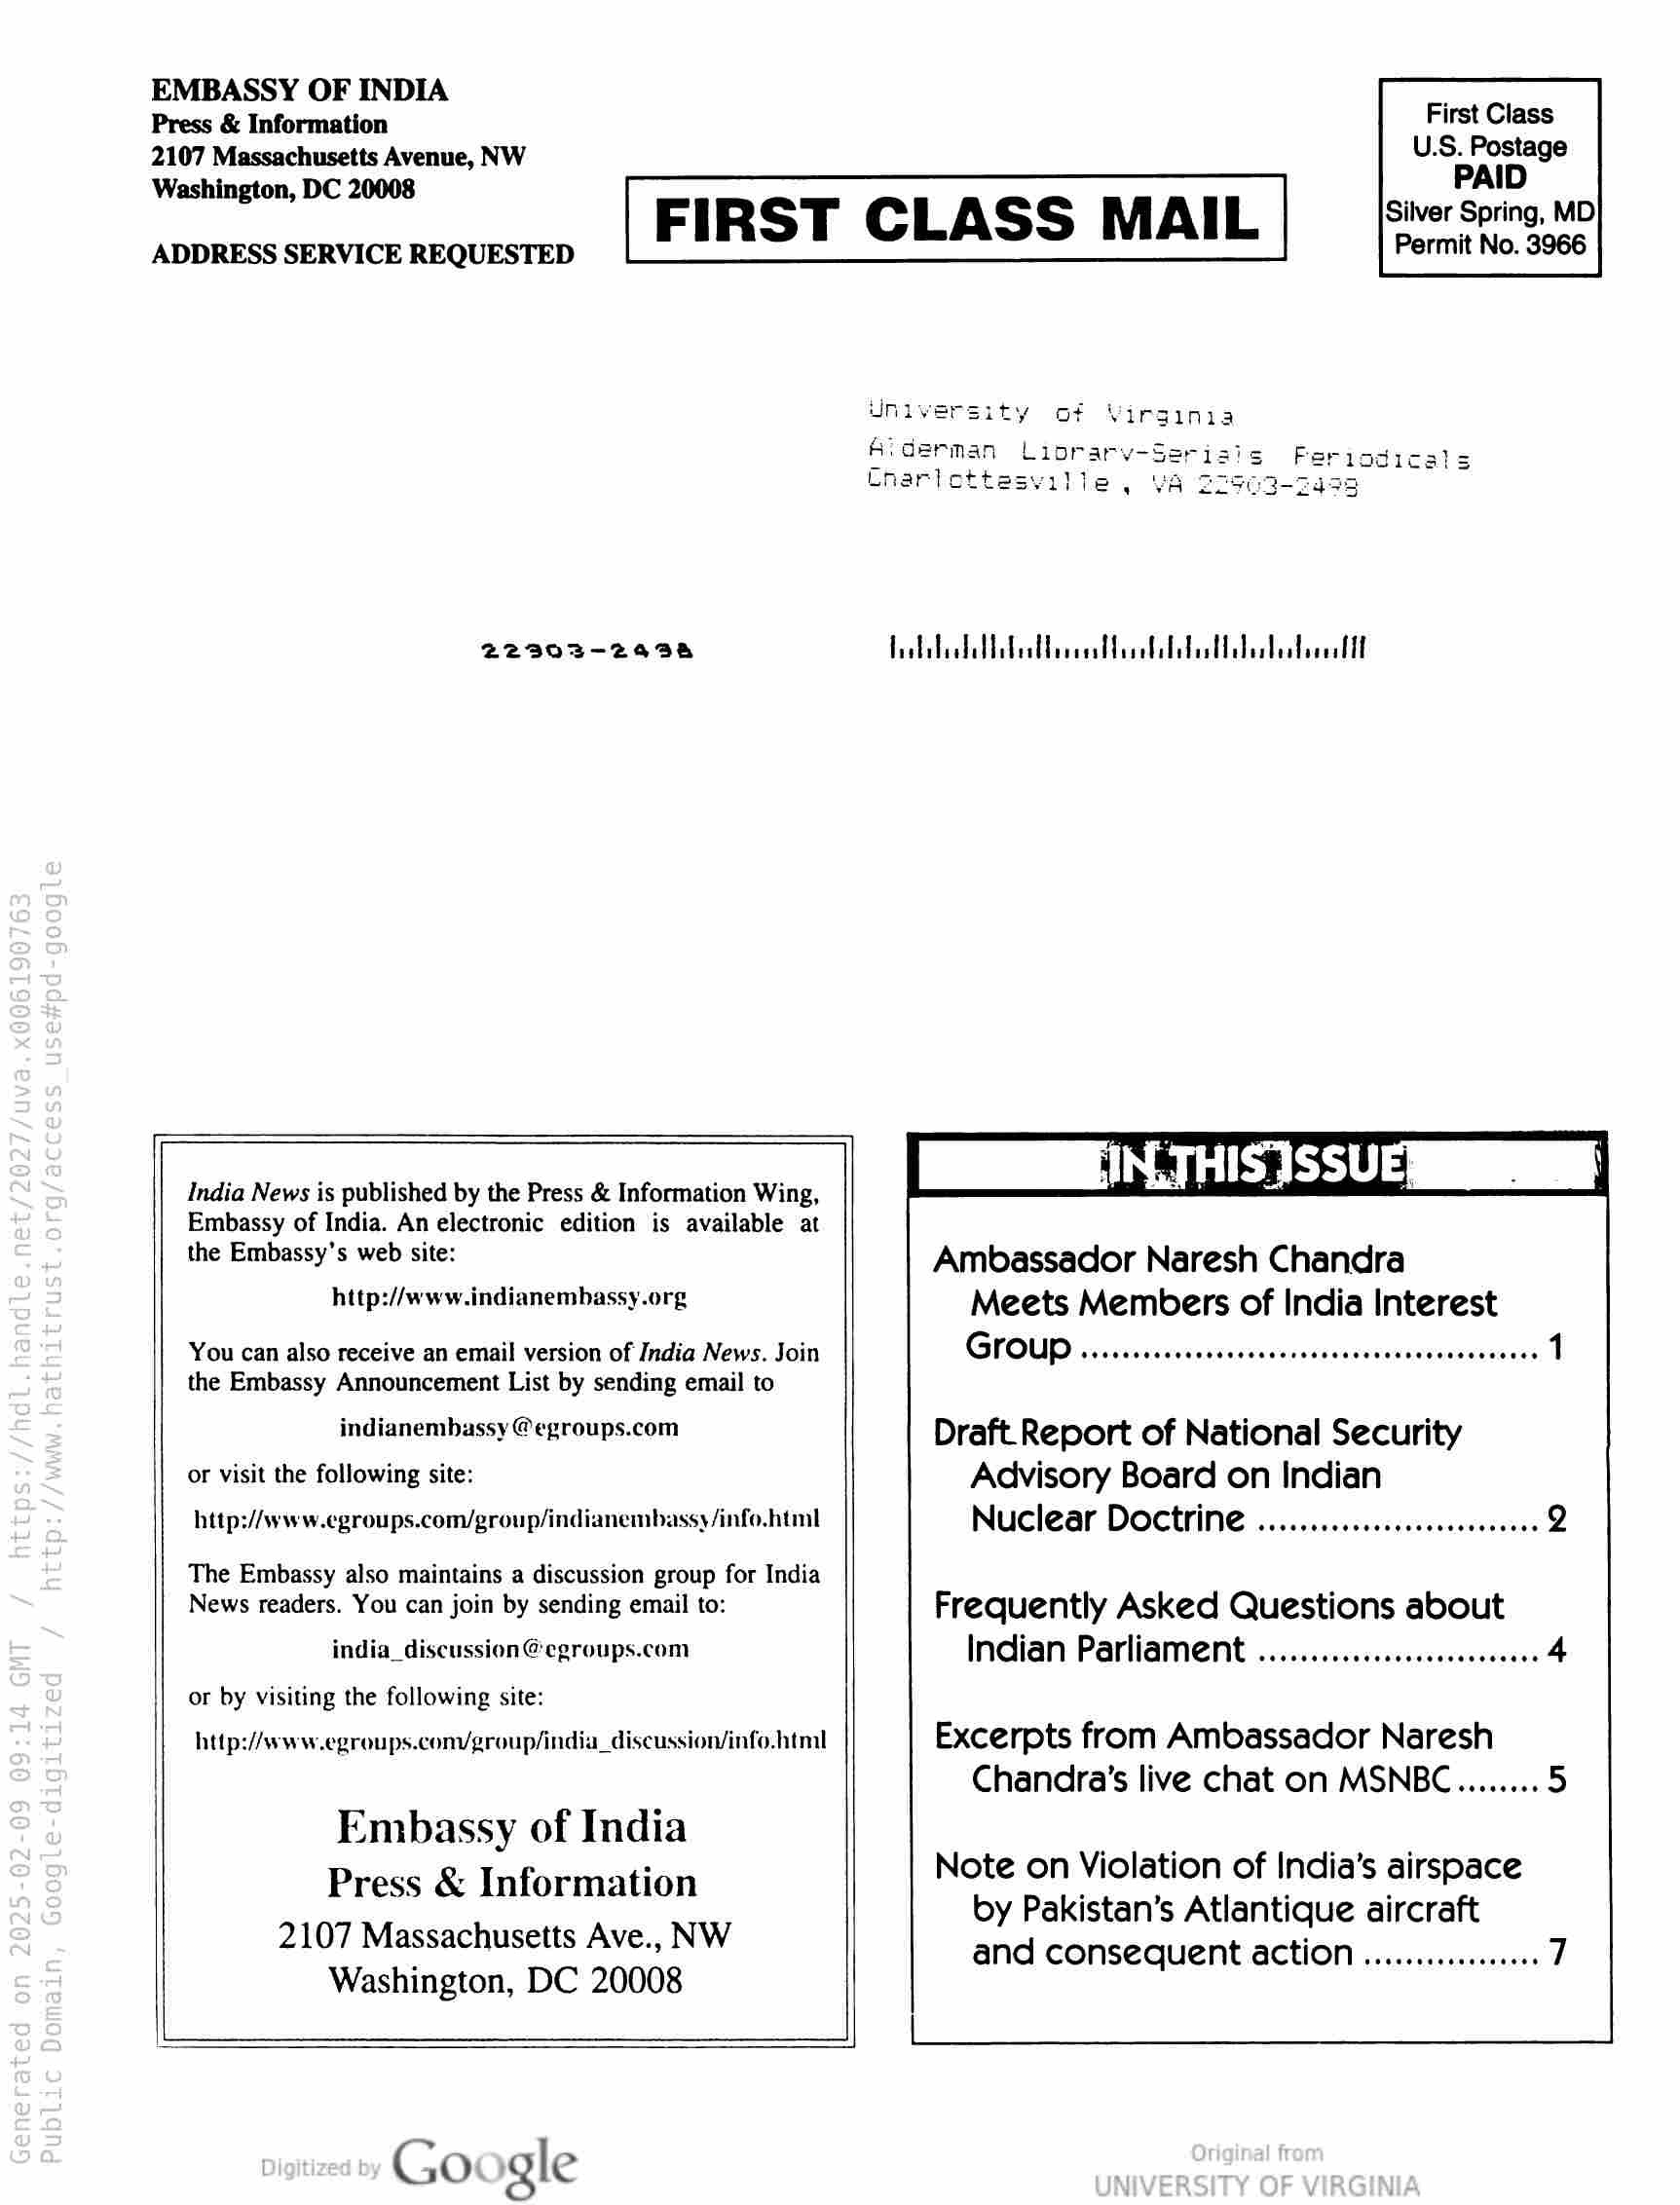 EMBASSY OF INDIA
Press & Information
2107 Massachusetts Avenue, NW
Washington, DC 20008
ADDRESS SERVICE REQUESTED
FIRST CLASS MAIL
First Class
U.S. Postage
PAID
Silver Spring, MD
Permit No. 3966
University of Virginia
Alderman Library-Serials Periodicals
Charlottesville, VA 22903-2498
22903-2498
India News is published by the Press & Information Wing,
Embassy of India. An electronic edition is available at
the Embassy's web site:
http://www.indianembassy.org
You can also receive an email version of India News. Join
the Embassy Announcement List by sending email to
indianembassy@egroups.com
or visit the following site:
http://www.egroups.com/group/indianembassy/info.html
The Embassy also maintains a discussion group for India
News readers. You can join by sending email to:
india_discussion@egroups.com
or by visiting the following site:
http://www.egroups.com/group/india_discussion/info.html
Embassy of India
Press & Information
2107 Massachusetts Ave., NW
Washington, DC 20008
IN THIS ISSUE
Ambassador Naresh Chandra
Meets Members of India Interest
Group ............................................ 1
Draft Report of National Security
Advisory Board on Indian
Nuclear Doctrine ........................... 2
Frequently Asked Questions about
Indian Parliament ........................... 4
Excerpts from Ambassador Naresh
Chandra's live chat on MSNBC ........ 5
Note on Violation of India's airspace
by Pakistan's Atlantique aircraft
and consequent action ................. 7
Generated on 2025-02-09 09:14 GMT / https://hdl.handle.net/2027/uva.x006190763
Public Domain, Google-digitized / http://www.hathitrust.org/access_use#pd-google
Digitized by Google
Original from
UNIVERSITY OF VIRGINIA